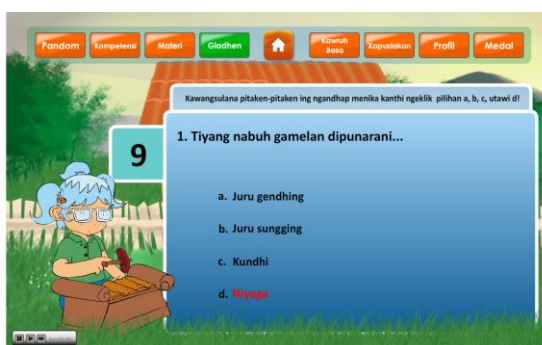 Pandom
Kompetensi
Materi
Gladhen
Kawruh
Basa
Kapustakan
Profil
Medal
Kawangsulana pitaken-pitaken ing ngandhap menika kanthi ngeklik pilihan a, b, c, utawi d!
9
1. Tiyang nabuh gamelan dipunarani...
a. Juru gendhing
b. Juru sungging
c. Kundhi
d. Niyaga